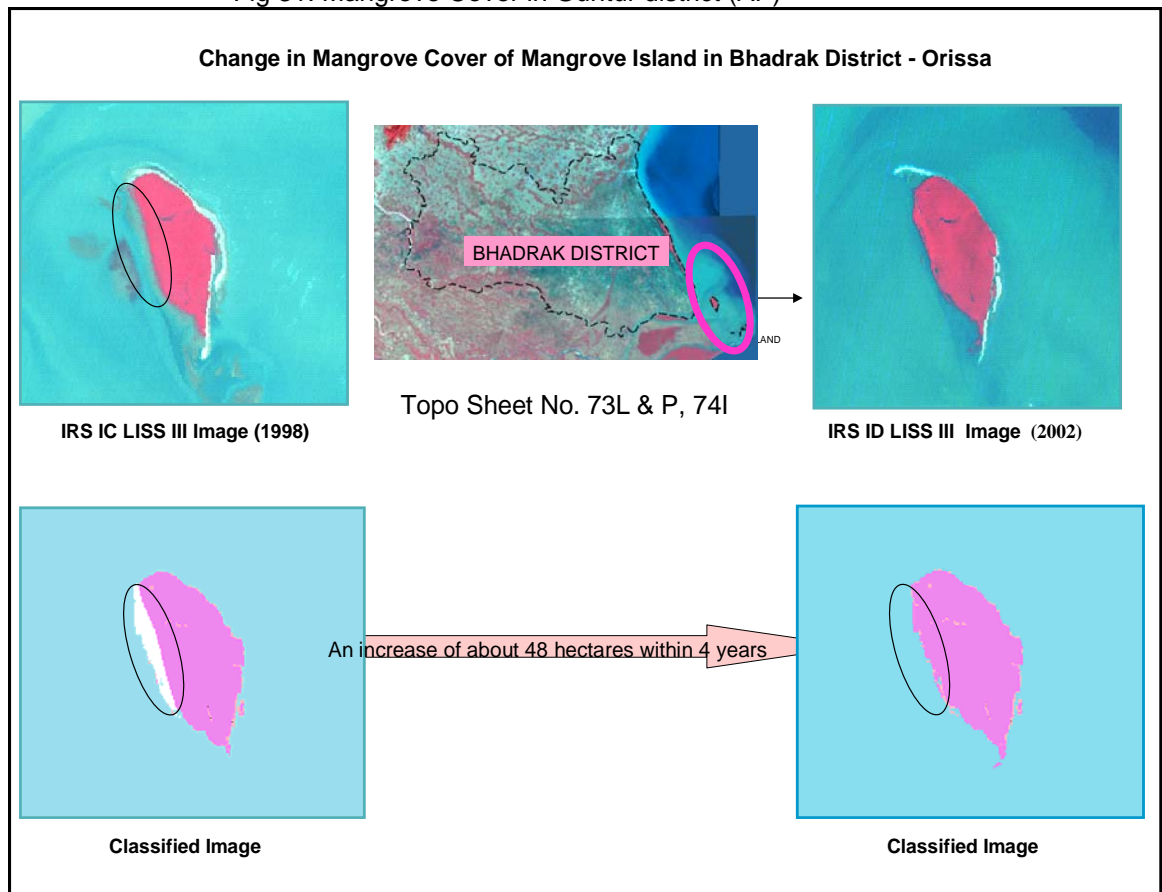 Change in Mangrove Cover of Mangrove Island in Bhadrak District - Orissa
BHADRAK DISTRICT
LAND
Topo Sheet No. 73L & P, 74I
IRS IC LISS III Image (1998)
IRS ID LISS III Image (2002)
An increase of about 48 hectares within 4 years
Classified Image
Classified Image